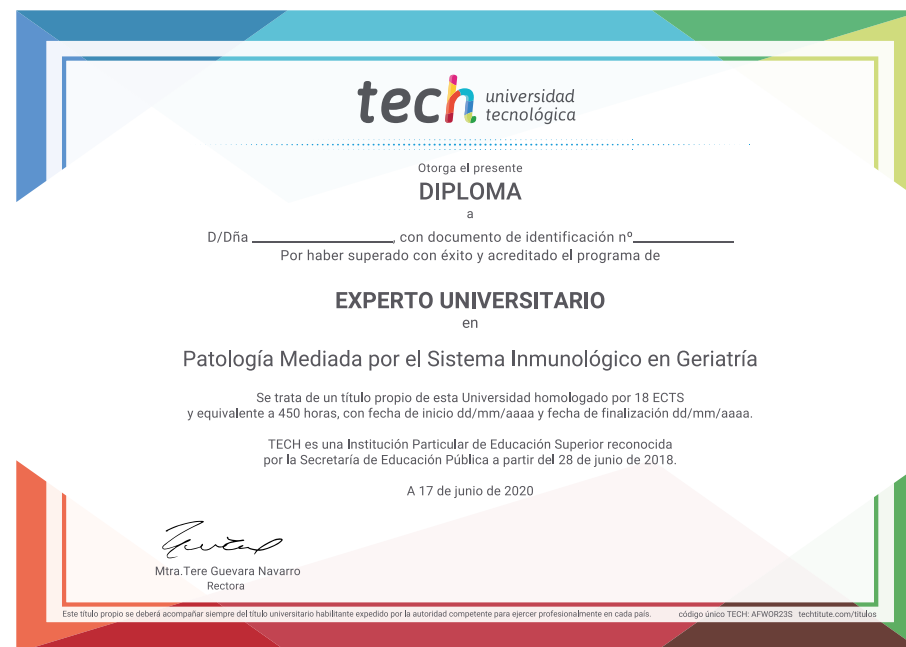 tech universidad
tecnológica
Otorga el presente
DIPLOMA
a
D/Dña ____________________, con documento de identificación nº______________
Por haber superado con éxito y acreditado el programa de
EXPERTO UNIVERSITARIO
en
Patología Mediada por el Sistema Inmunológico en Geriatría
Se trata de un título propio de esta Universidad homologado por 18 ECTS
y equivalente a 450 horas, con fecha de inicio dd/mm/aaaa y fecha de finalización dd/mm/aaaa.
TECH es una Institución Particular de Educación Superior reconocida
por la Secretaría de Educación Pública a partir del 28 de junio de 2018.
A 17 de junio de 2020
Mtra.Tere Guevara Navarro
Rectora
Este título propio se deberá acompañar siempre del título universitario habilitante expedido por la autoridad competente para ejercer profesionalmente en cada país. código único TECH: AFWOR23S techtitute.com/titulos